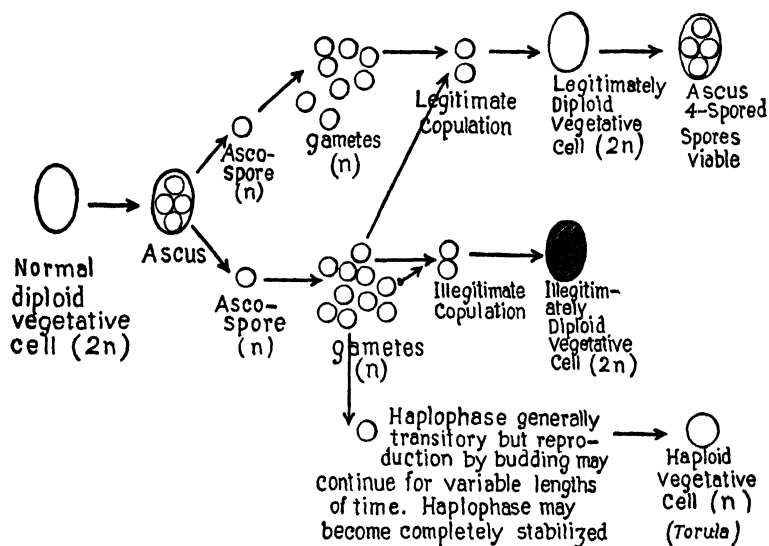 Normal
diploid
vegetative
cell (2n)
Ascus
Asco-
spore
(n)
gametes
(n)
Legitimate
Copulation
Legitimately
Diploid
Vegetative
Cell (2n)
Ascus
4-Spored
Spores
Viable
Asco-
spore
(n)
gametes
(n)
Illegitimate
Copulation
Illegitim-
ately
Diploid
Vegetative
Cell (2n)
Haplophase generally
transitory but repro-
duction by budding may
continue for variable lengths
of time. Haplophase may
become completely stabilized
Haploid
Vegetative
Cell (n)
(Torula)